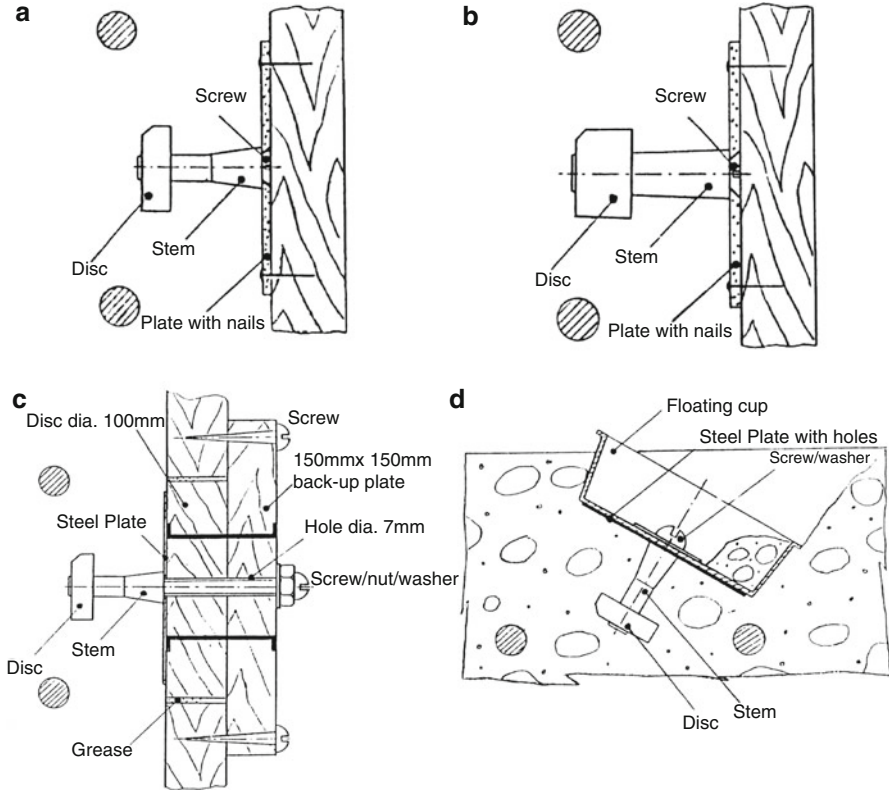 a
Screw
Disc
Stem
Plate with nails
b
Screw
Disc
Stem
Plate with nails
c
Disc dia. 100mm
Screw
150mmx 150mm
back-up plate
Steel Plate
Hole dia. 7mm
Screw/nut/washer
Stem
Disc
Grease
d
Floating cup
Steel Plate with holes
Screw/washer
Stem
Disc